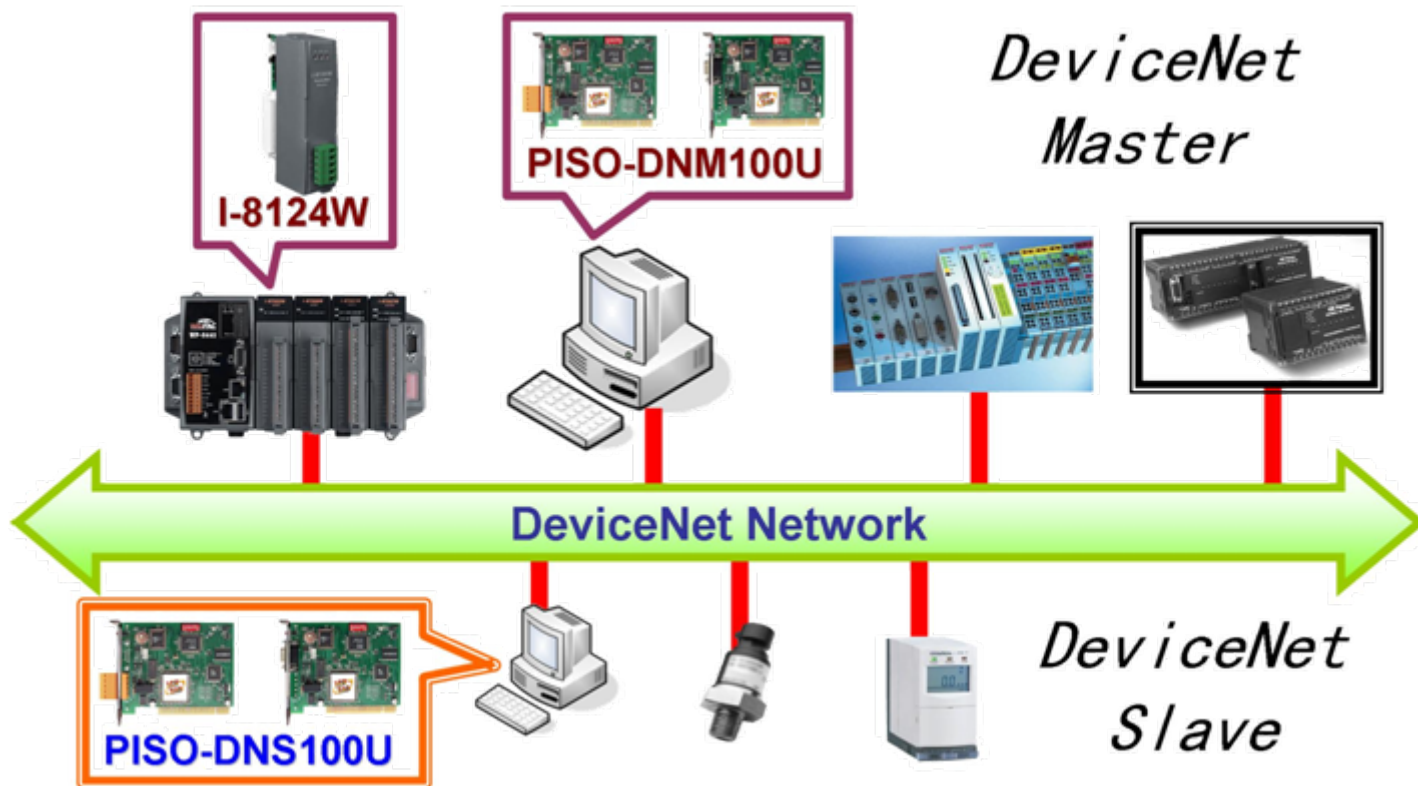 DeviceNet
Master
I-8124W
PISO-DNM100U
DeviceNet Network
PISO-DNS100U
DeviceNet
Slave